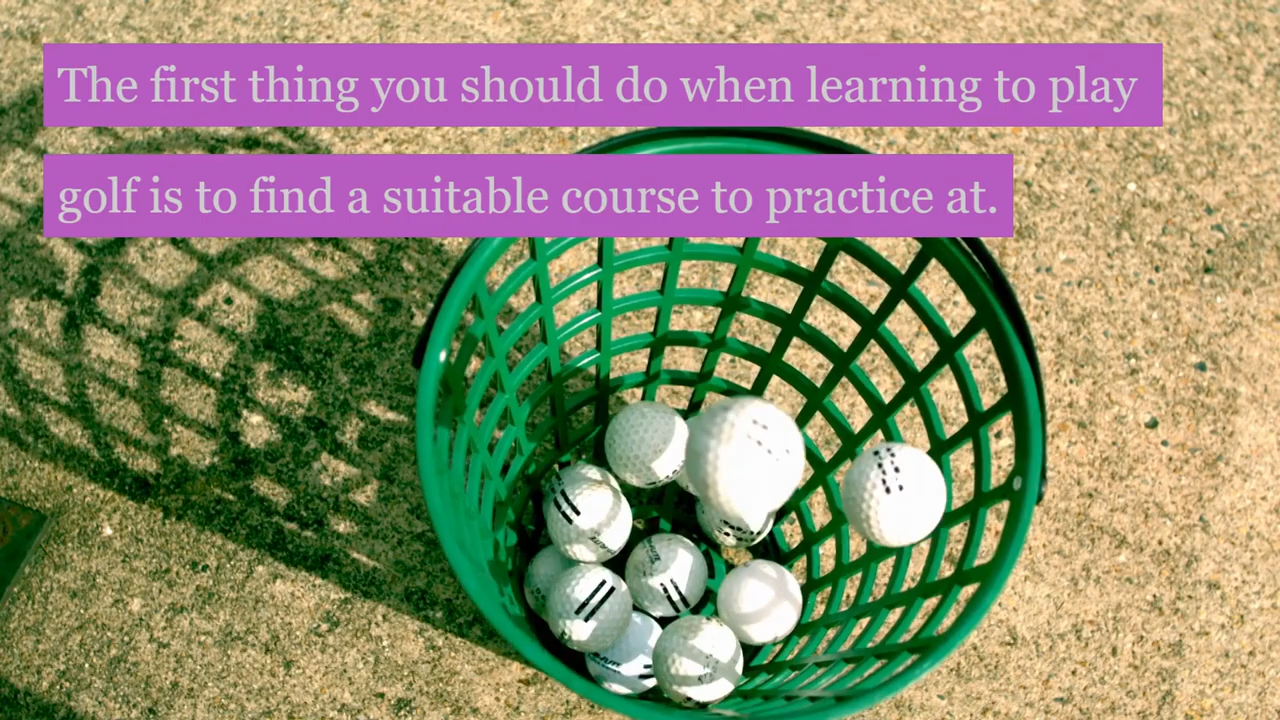 The first thing you should do when learning to play
golf is to find a suitable course to practice at.